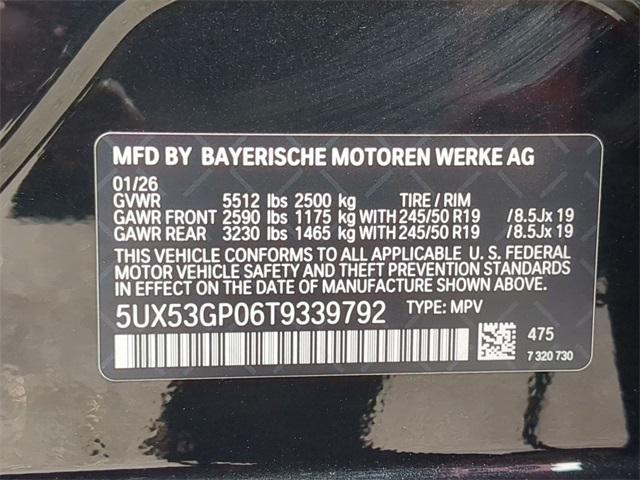 MFD BY BAYERISCHE MOTOREN WERKE AG
01/26
GVWR 5512 lbs 2500 kg TIRE / RIM
GAWR FRONT 2590 lbs 1175 kg WITH 245/50 R19 / 8.5Jx 19
GAWR REAR 3230 lbs 1465 kg WITH 245/50 R19 / 8.5Jx 19
THIS VEHICLE CONFORMS TO ALL APPLICABLE U. S. FEDERAL
MOTOR VEHICLE SAFETY AND THEFT PREVENTION STANDARDS
IN EFFECT ON THE DATE OF MANUFACTURE SHOWN ABOVE.
5UX53GP06T9339792 TYPE: MPV
475
7 320 730